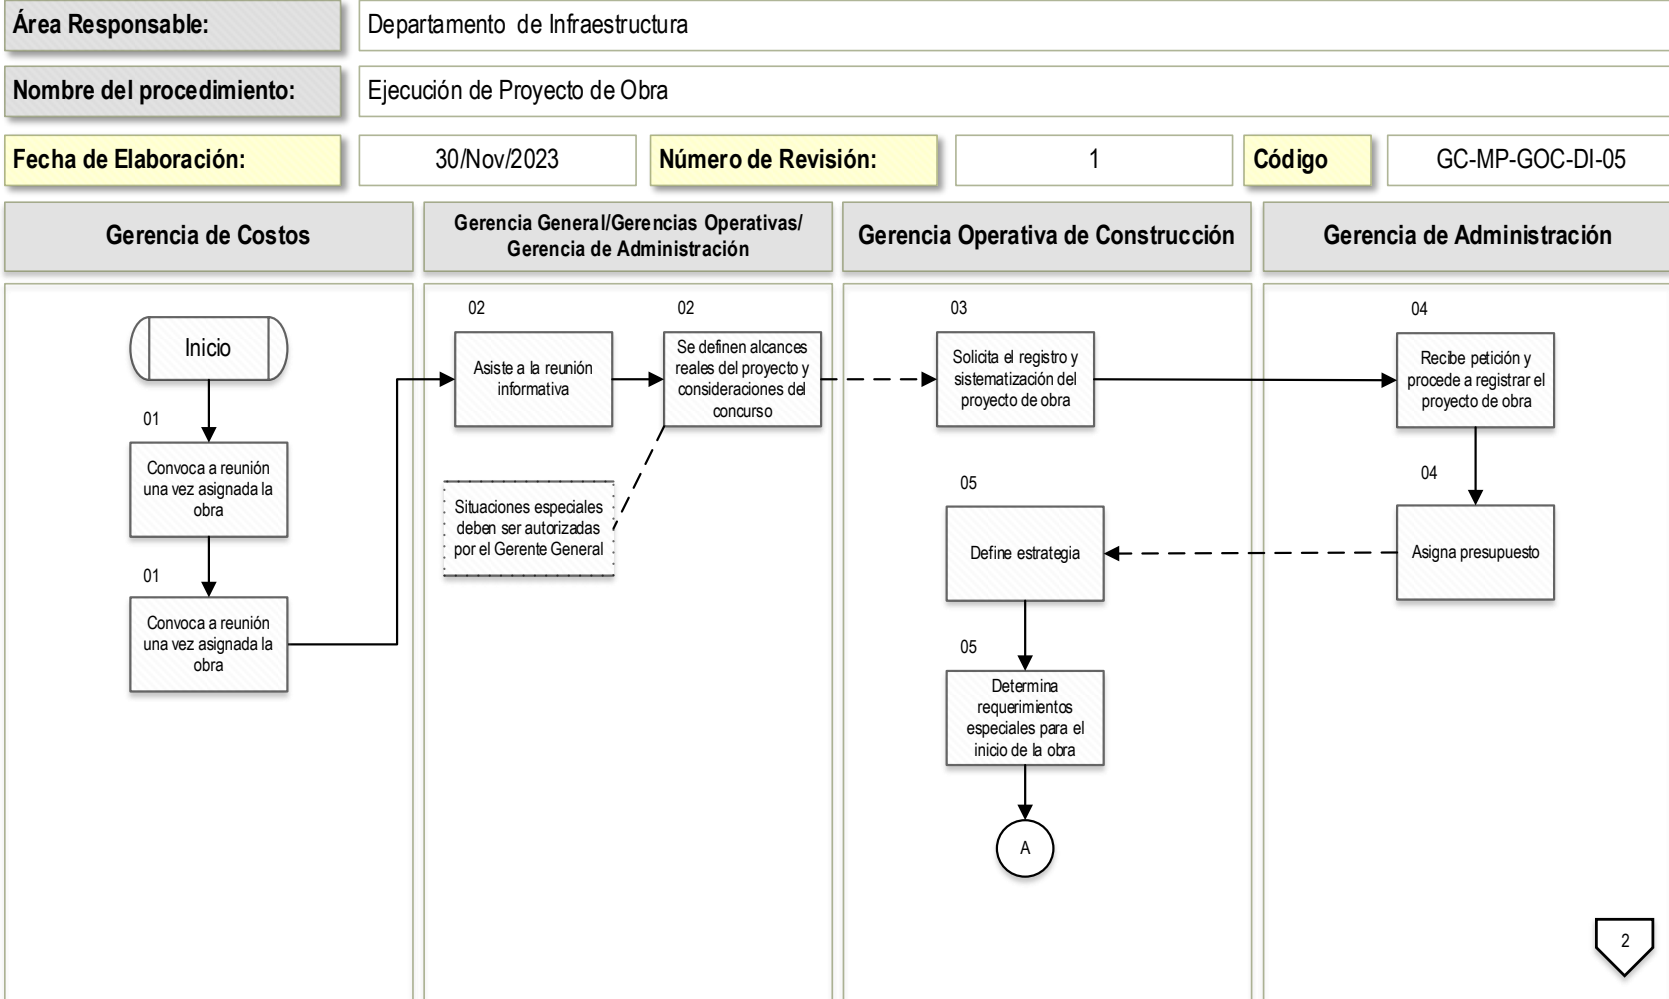 Área Responsable:
Departamento de Infraestructura
Nombre del procedimiento:
Ejecución de Proyecto de Obra
Fecha de Elaboración:
30/Nov/2023
Número de Revisión:
1
Código
GC-MP-GOC-DI-05
Gerencia de Costos
Gerencia General/Gerencias Operativas/
Gerencia de Administración
Gerencia Operativa de Construcción
Gerencia de Administración
Inicio
01
Convoca a reunión
una vez asignada la
obra
01
Convoca a reunión
una vez asignada la
obra
02
Asiste a la reunión
informativa
02
Se definen alcances
reales del proyecto y
consideraciones del
concurso
Situaciones especiales
deben ser autorizadas
por el Gerente General
03
Solicita el registro y
sistematización del
proyecto de obra
04
Recibe petición y
procede a registrar el
proyecto de obra
04
Asigna presupuesto
05
Define estrategia
05
Determina
requerimientos
especiales para el
inicio de la obra
A
2